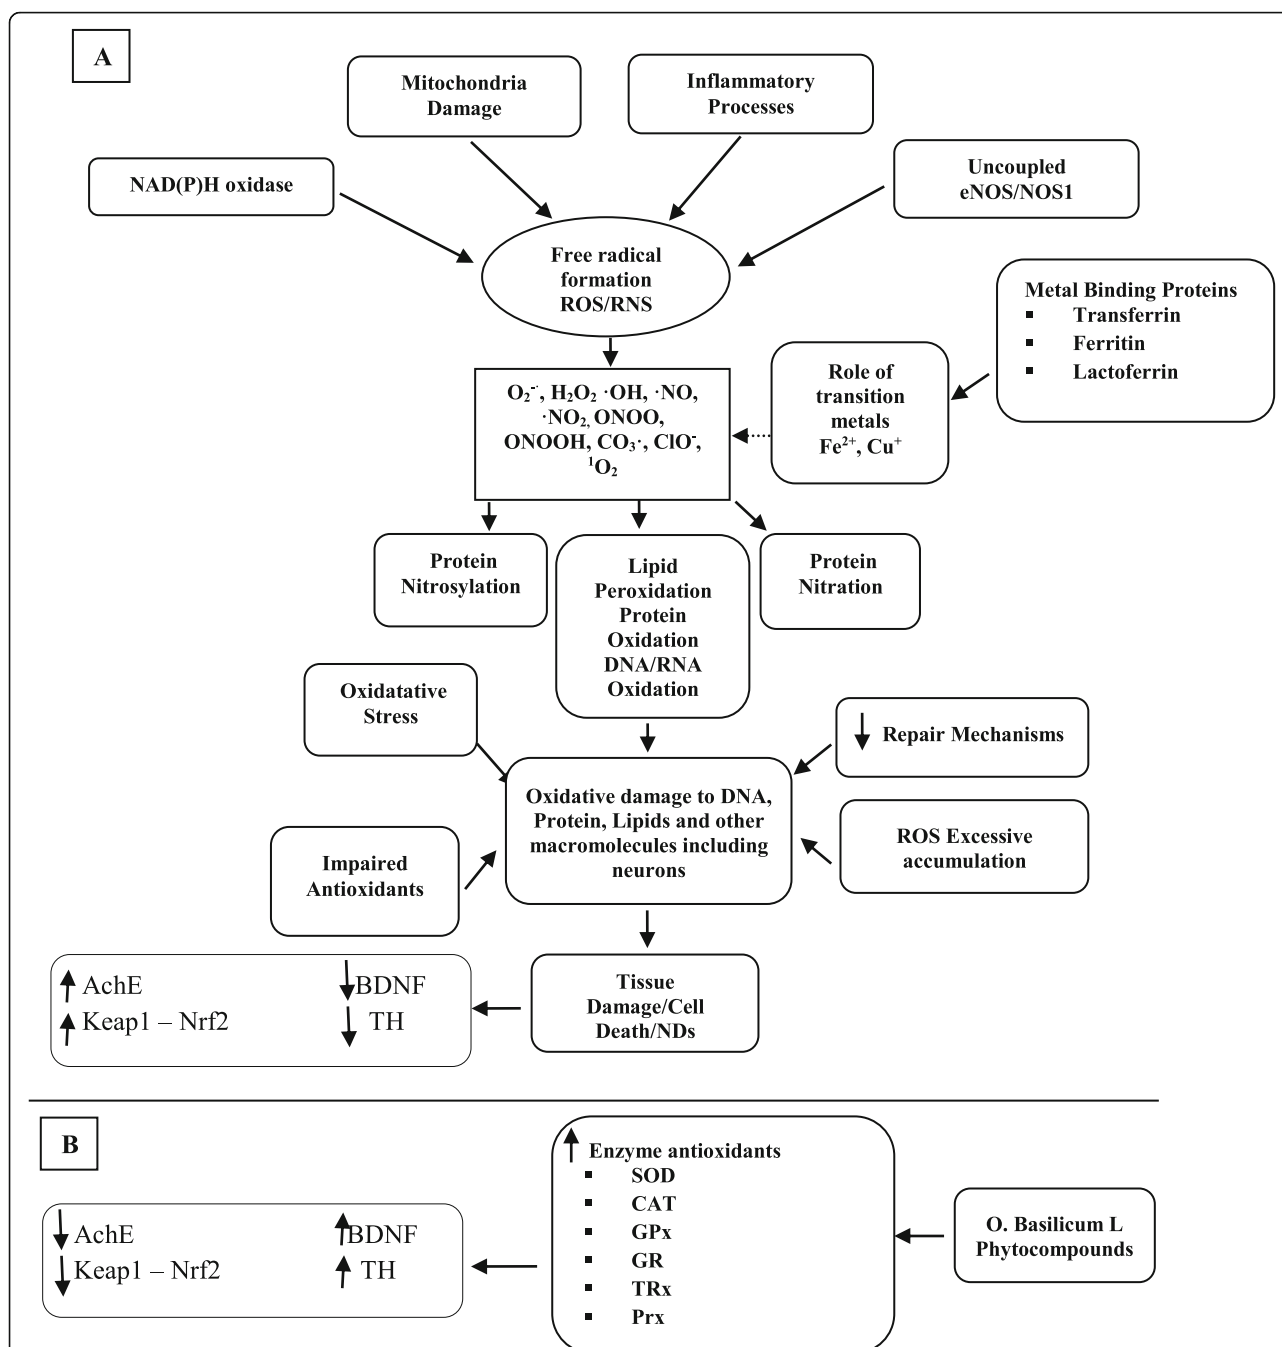 A
Mitochondria
Damage
Inflammatory
Processes
NAD(P)H oxidase
Uncoupled
eNOS/NOS1
Free radical
formation
ROS/RNS
Metal Binding Proteins
▪ Transferrin
▪ Ferritin
▪ Lactoferrin
Role of
transition
metals
Fe²⁺, Cu⁺
O₂⁻˙, H₂O₂ ·OH, ·NO,
·NO₂, ONOO,
ONOOH, CO₃·, ClO⁻,
¹O₂
Protein
Nitrosylation
Lipid
Peroxidation
Protein
Oxidation
DNA/RNA
Oxidation
Protein
Nitration
Oxidatative
Stress
↓ Repair Mechanisms
Oxidative damage to DNA,
Protein, Lipids and other
macromolecules including
neurons
Impaired
Antioxidants
ROS Excessive
accumulation
Tissue
Damage/Cell
Death/NDs
↑ AchE ↓ BDNF
↑ Keap1 – Nrf2 ↓ TH
B
↑ Enzyme antioxidants
▪ SOD
▪ CAT
▪ GPx
▪ GR
▪ TRx
▪ Prx
O. Basilicum L
Phytocompounds
↓ AchE ↑ BDNF
↓ Keap1 – Nrf2 ↑ TH